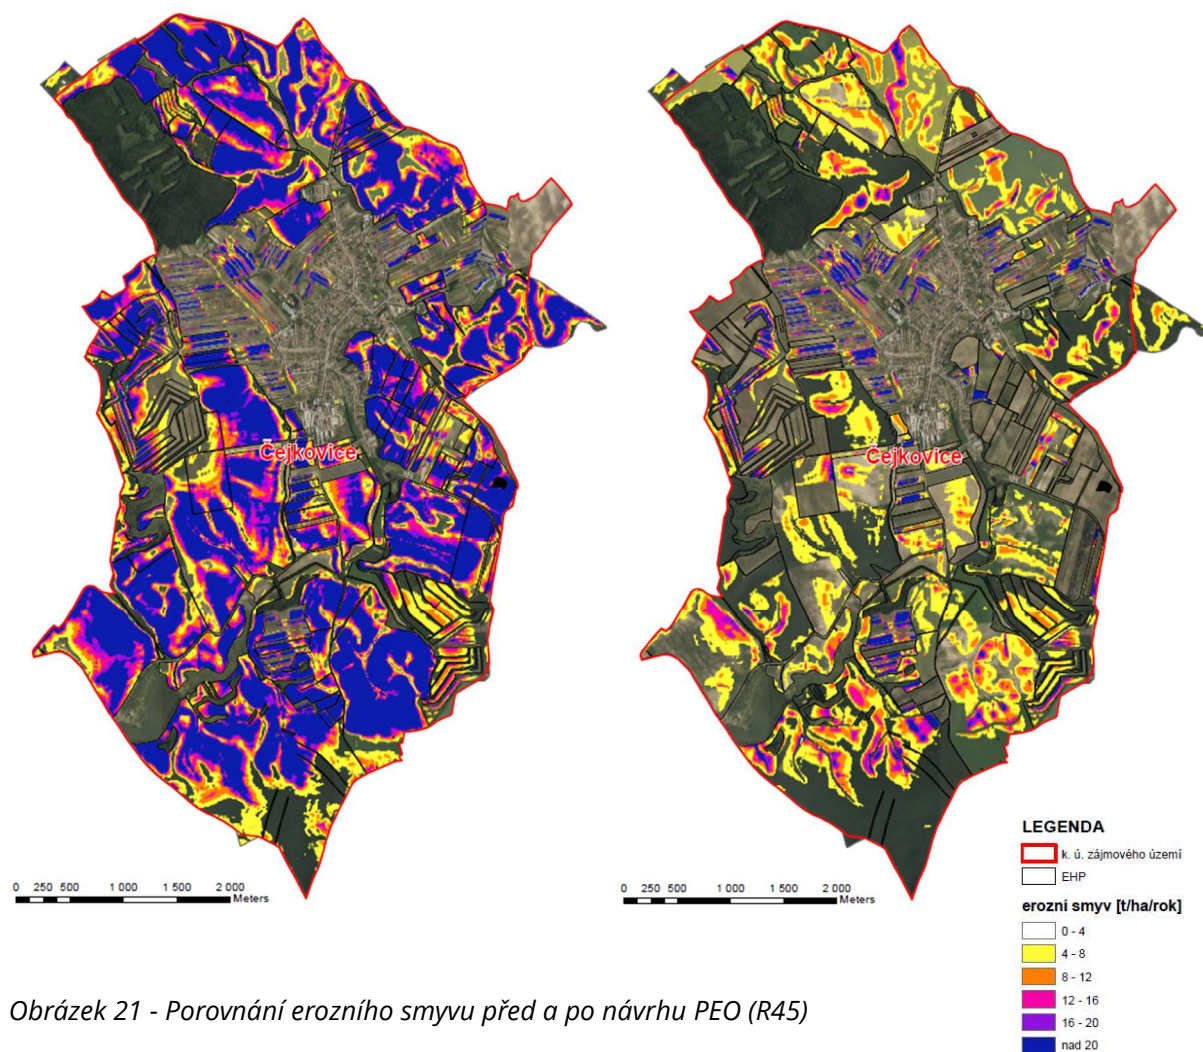 Čejkovice
Čejkovice
0 250 500 1 000 1 500 2 000
Meters
0 250 500 1 000 1 500 2 000
Meters
LEGENDA
k. ú. zájmového území
EHP
erozní smyv [t/ha/rok]
0 - 4
4 - 8
8 - 12
12 - 16
16 - 20
nad 20
Obrázek 21 - Porovnání erozního smyvu před a po návrhu PEO (R45)